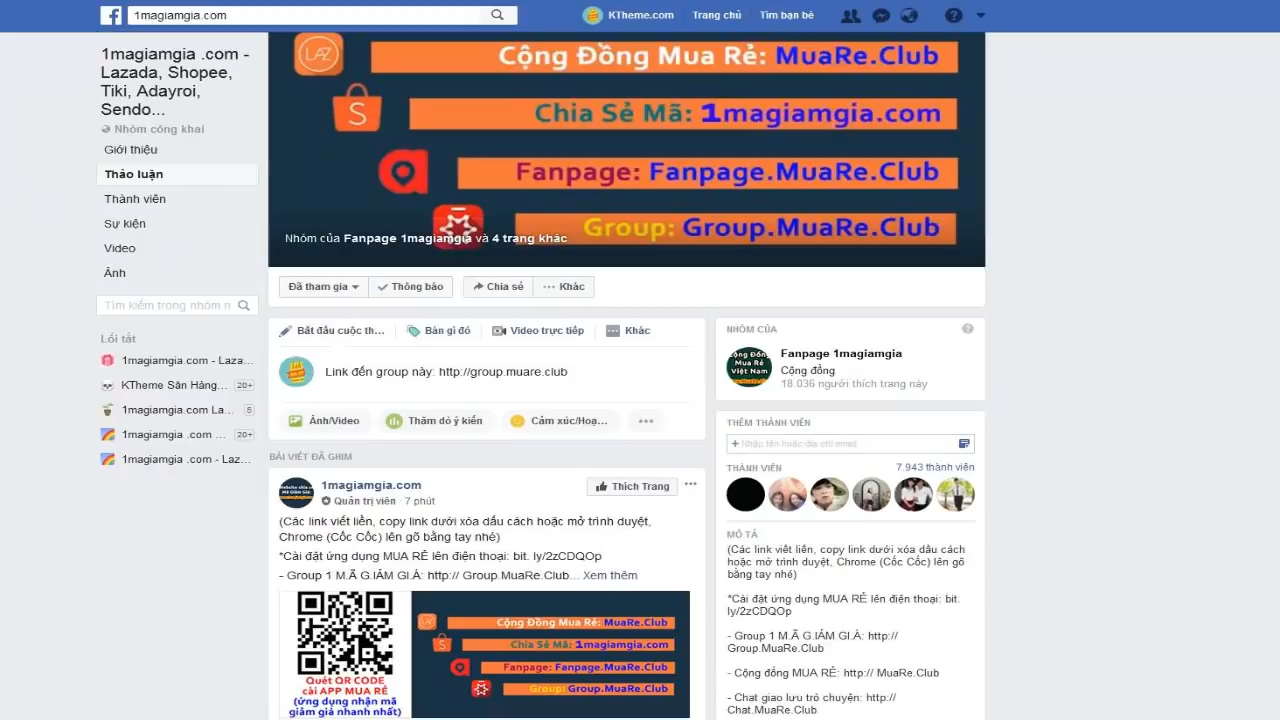 1magiamgia.com
KTheme.com
Trang chủ
Tìm bạn bè
1magiamgia .com -
Lazada, Shopee,
Tiki, Adayroi,
Sendo...
Nhóm công khai
Giới thiệu
Thảo luận
Thành viên
Sự kiện
Video
Ảnh
Tìm kiếm trong nhóm n
Lối tắt
1magiamgia.com - Laza...
KTheme Săn Hàng... 20+
1magiamgia.com La... 5
1magiamgia .com ... 20+
1magiamgia .com - Laz...
LAZ
Cộng Đồng Mua Rẻ: MuaRe.Club
S
Chia Sẻ Mã: 1magiamgia.com
Fanpage: Fanpage.MuaRe.Club
Group: Group.MuaRe.Club
Nhóm của Fanpage 1magiamgia và 4 trang khác
Đã tham gia
Thông báo
Chia sẻ
Khác
Bắt đầu cuộc th...
Bán gì đó
Video trực tiếp
Khác
Link đến group này: http://group.muare.club
Ảnh/Video
Thăm dò ý kiến
Cảm xúc/Hoạ...
BÀI VIẾT ĐÃ GHIM
1magiamgia.com
Quản trị viên · 7 phút
Thích Trang
(Các link viết liền, copy link dưới xóa dấu cách hoặc mở trình duyệt,
Chrome (Cốc Cốc) lên gõ bằng tay nhé)
*Cài đặt ứng dụng MUA RẺ lên điện thoại: bit. ly/2zCDQOp
- Group 1 M.Ã G.IẢM GI.Á: http:// Group.MuaRe.Club... Xem thêm
Quét QR CODE
cài APP MUA RẺ
(ứng dụng nhận mã
giảm giá nhanh nhất)
Cộng Đồng Mua Rẻ: MuaRe.Club
Chia Sẻ Mã: 1magiamgia.com
Fanpage: Fanpage.MuaRe.Club
Group: Group.MuaRe.Club
NHÓM CỦA
Cộng Đồng
Mua Rẻ
Việt Nam
Fanpage 1magiamgia
Cộng đồng
18.036 người thích trang này
THÊM THÀNH VIÊN
+ Nhập tên hoặc địa chỉ email
THÀNH VIÊN
7.943 thành viên
MÔ TẢ
(Các link viết liền, copy link dưới xóa dấu cách
hoặc mở trình duyệt, Chrome (Cốc Cốc) lên gõ
bằng tay nhé)
*Cài đặt ứng dụng MUA RẺ lên điện thoại: bit.
ly/2zCDQOp
- Group 1 M.Ã G.IẢM GI.Á: http://
Group.MuaRe.Club
- Cộng đồng MUA RẺ: http:// MuaRe.Club
- Chat giao lưu trò chuyện: http://
Chat.MuaRe.Club